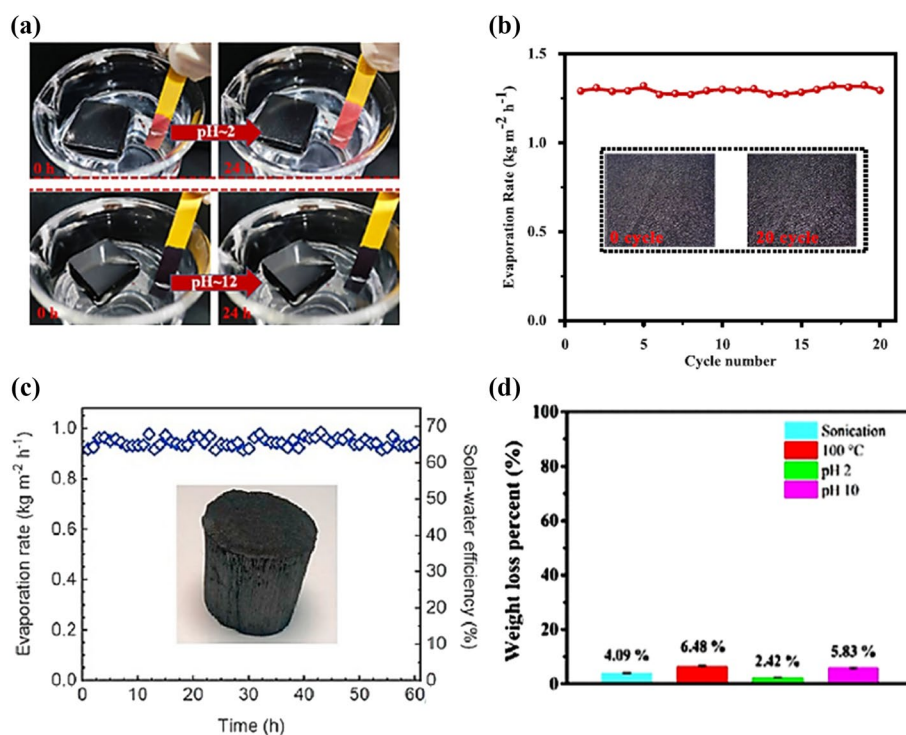 (a)
pH~2
0 h
24 h
pH~12
0 h
24 h
(b)
Evaporation Rate (kg m⁻² h⁻¹)
1.5
1.0
0.5
0.0
0 cycle
20 cycle
0 5 10 15 20
Cycle number
(c)
Evaporation rate (kg m⁻² h⁻¹)
1.0
0.8
0.6
0.4
0.2
0.0
Solar-water efficiency (%)
70
60
50
40
30
20
10
0
0 10 20 30 40 50 60
Time (h)
(d)
Weight loss percent (%)
100
80
60
40
20
0
Sonication
100 °C
pH 2
pH 10
4.09 %
6.48 %
2.42 %
5.83 %